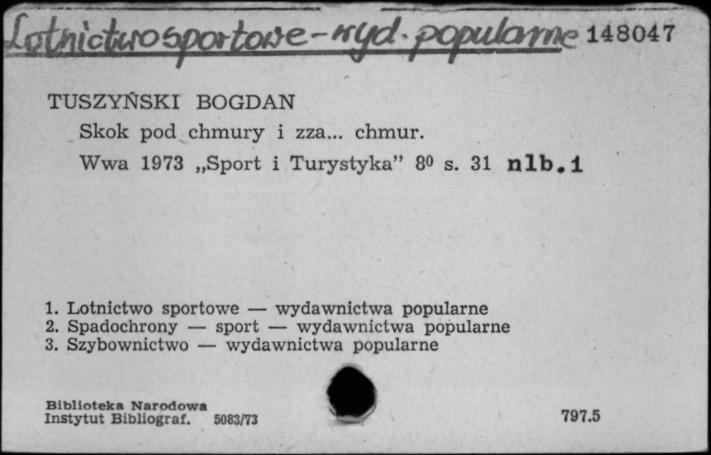 Lotnictwo sportowe - wyd. popularne 148047
TUSZYŃSKI BOGDAN
Skok pod chmury i zza... chmur.
Wwa 1973 „Sport i Turystyka” 8⁰ s. 31 nlb.1
1. Lotnictwo sportowe — wydawnictwa popularne
2. Spadochrony — sport — wydawnictwa popularne
3. Szybownictwo — wydawnictwa popularne
Biblioteka Narodowa
Instytut Bibliograf. 5083/73 797.5